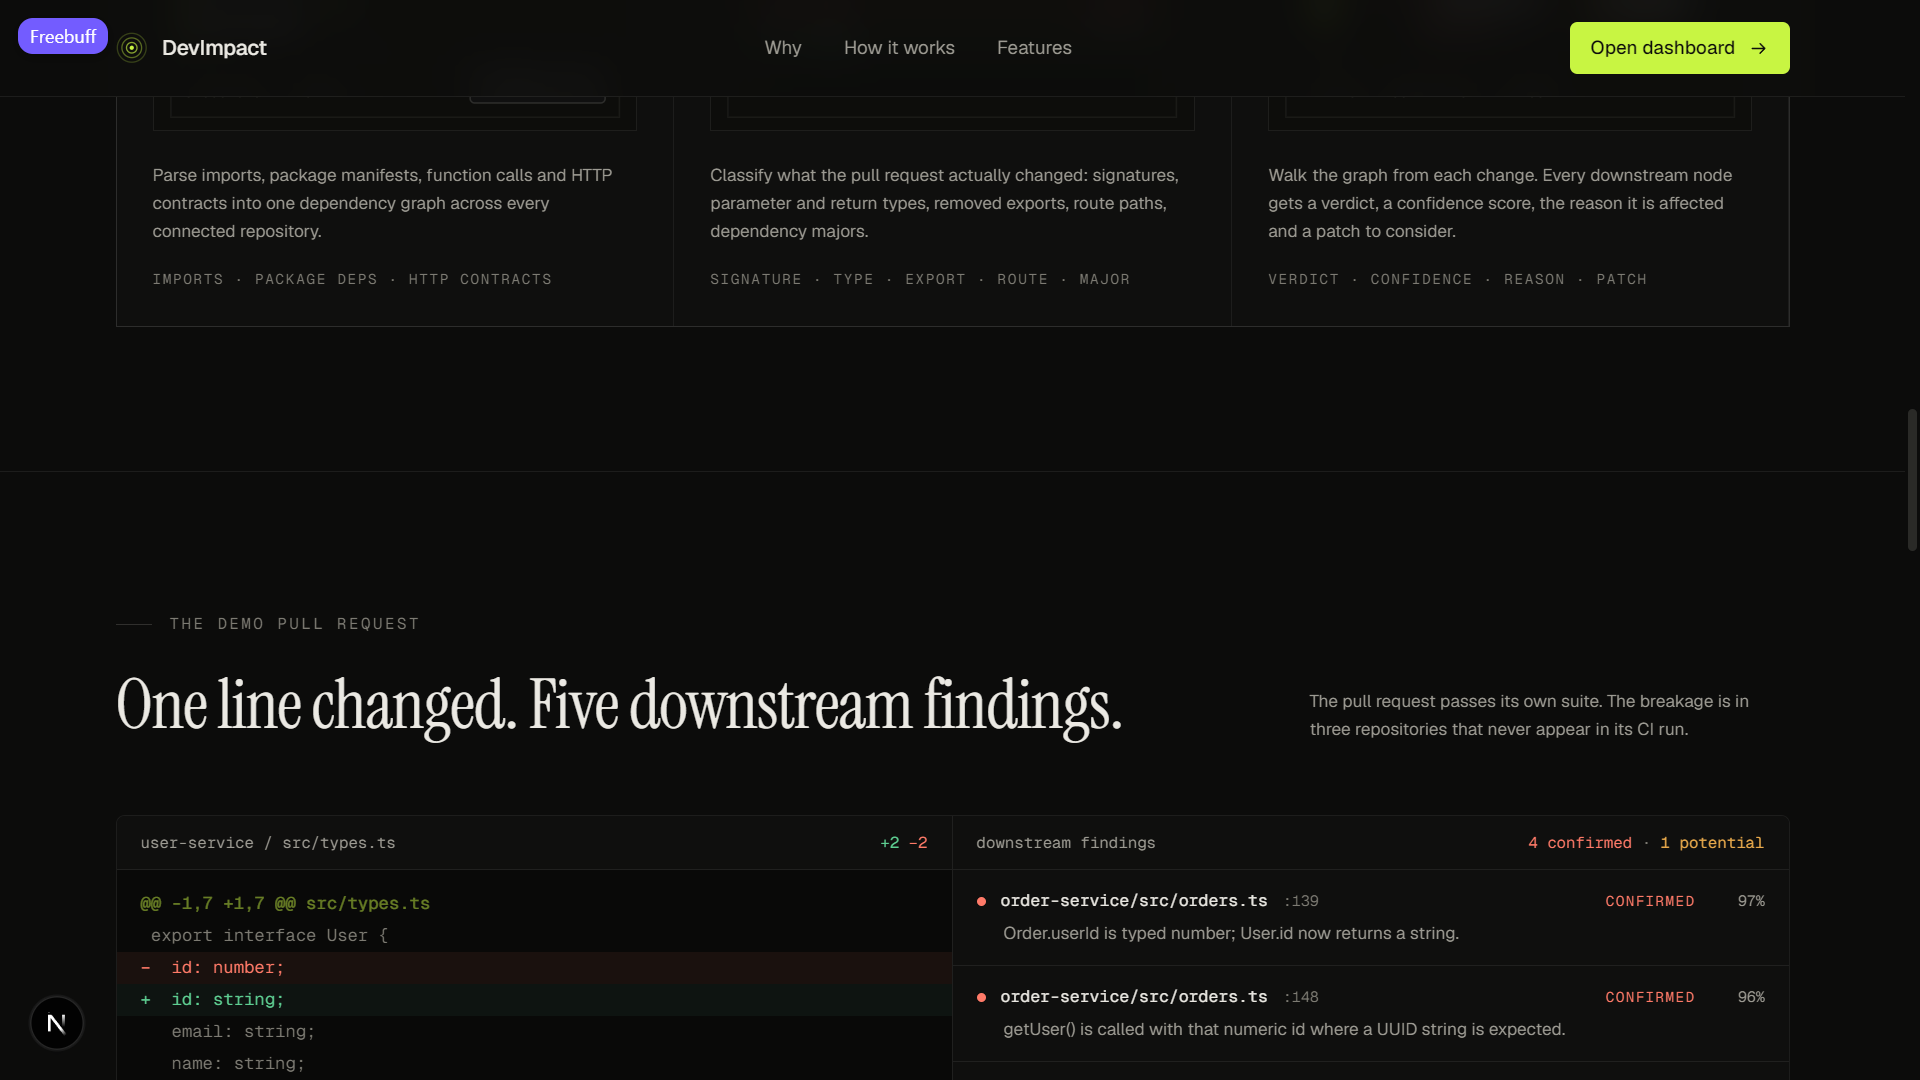 Freebuff
DevImpact
Why
How it works
Features
Open dashboard →
Parse imports, package manifests, function calls and HTTP
contracts into one dependency graph across every
connected repository.
IMPORTS · PACKAGE DEPS · HTTP CONTRACTS
Classify what the pull request actually changed: signatures,
parameter and return types, removed exports, route paths,
dependency majors.
SIGNATURE · TYPE · EXPORT · ROUTE · MAJOR
Walk the graph from each change. Every downstream node
gets a verdict, a confidence score, the reason it is affected
and a patch to consider.
VERDICT · CONFIDENCE · REASON · PATCH
THE DEMO PULL REQUEST
One line changed. Five downstream findings.
The pull request passes its own suite. The breakage is in
three repositories that never appear in its CI run.
user-service / src/types.ts +2 −2
@@ -1,7 +1,7 @@ src/types.ts
export interface User {
−  id: number;
+  id: string;
email: string;
name: string;
downstream findings 4 confirmed · 1 potential
order-service/src/orders.ts :139 CONFIRMED 97%
Order.userId is typed number; User.id now returns a string.
order-service/src/orders.ts :148 CONFIRMED 96%
getUser() is called with that numeric id where a UUID string is expected.
N